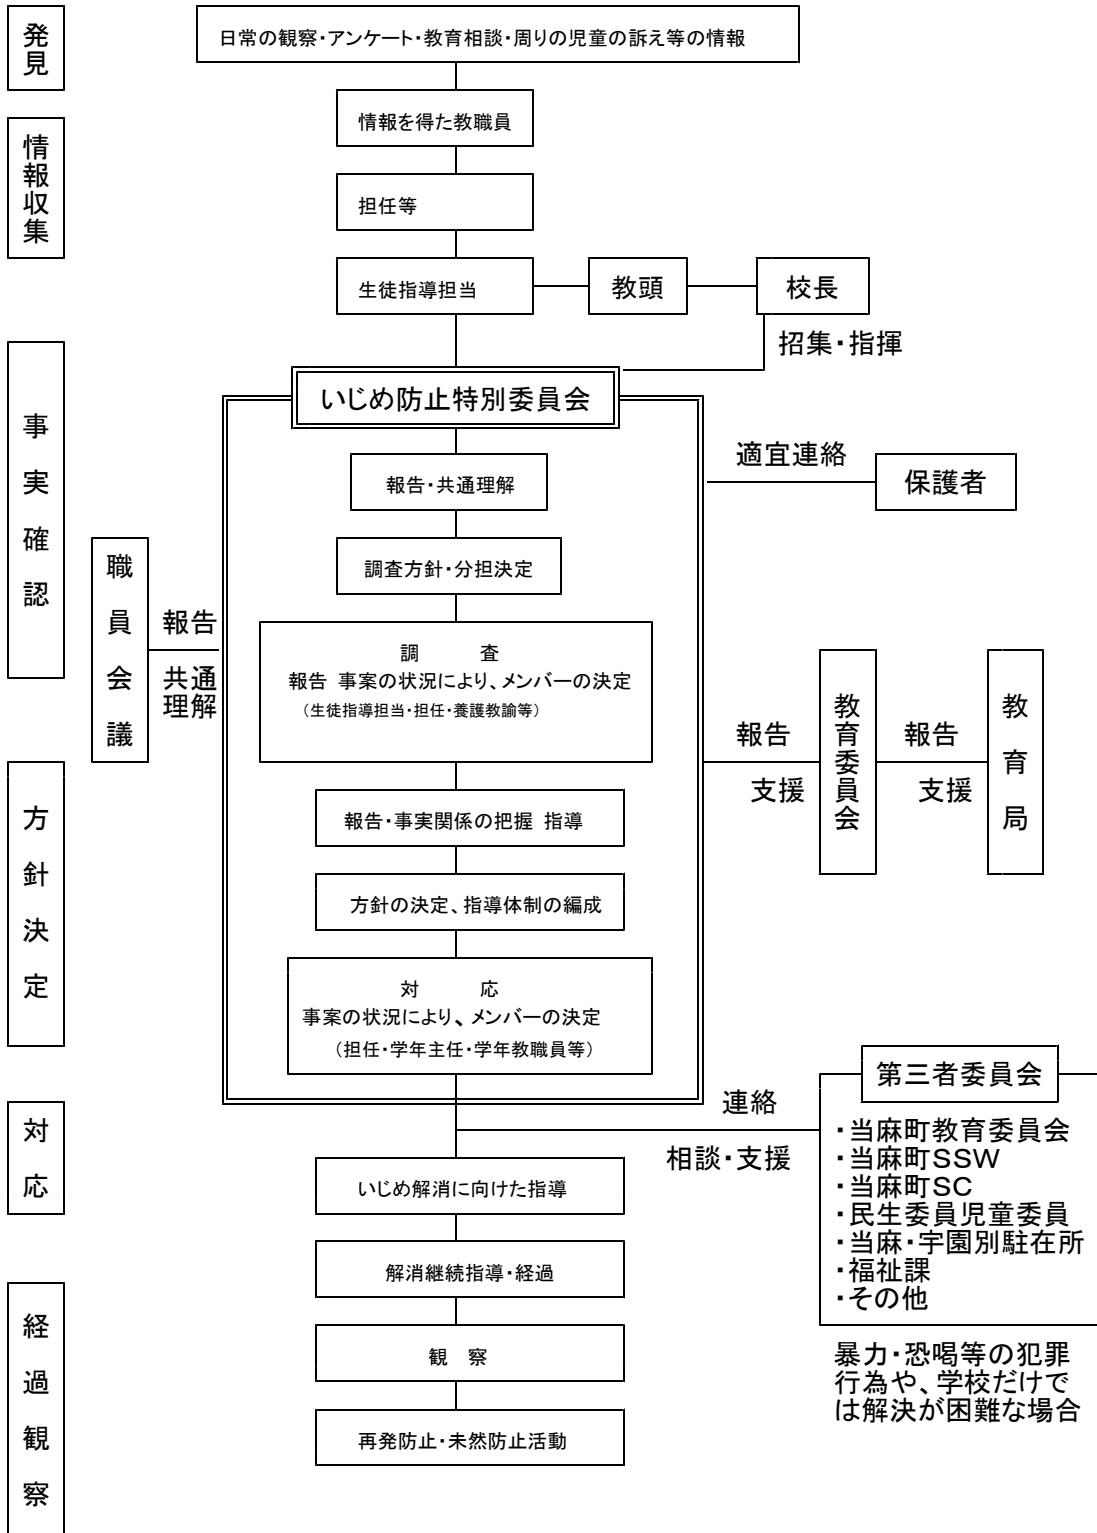 発見
日常の観察・アンケート・教育相談・周りの児童の訴え等の情報
情報を得た教職員
情報収集
担任等
生徒指導担当
教頭
校長
招集・指揮
いじめ防止特別委員会
事実確認
適宜連絡
保護者
報告・共通理解
調査方針・分担決定
職員会議
報告
共通
理解
調　査
報告 事案の状況により、メンバーの決定
（生徒指導担当・担任・養護教諭等）
報告
支援
教育委員会
報告
支援
教育局
方針決定
報告・事実関係の把握 指導
方針の決定、指導体制の編成
対　応
事案の状況により、メンバーの決定
（担任・学年主任・学年教職員等）
対応
連絡
相談・支援
第三者委員会
・当麻町教育委員会
・当麻町SSW
・当麻町SC
・民生委員児童委員
・当麻・宇園別駐在所
・福祉課
・その他
暴力・恐喝等の犯罪
行為や、学校だけで
は解決が困難な場合
いじめ解消に向けた指導
経過観察
解消継続指導・経過
観　察
再発防止・未然防止活動